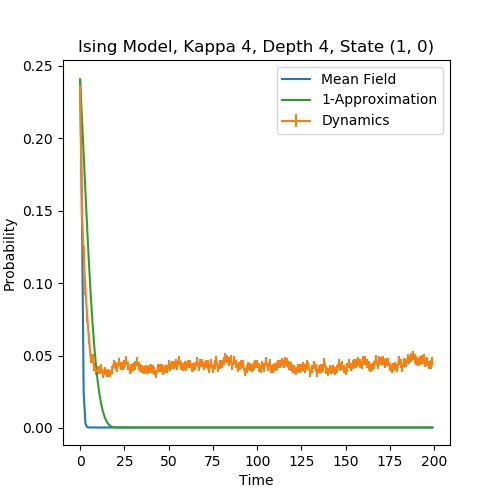 Ising Model, Kappa 4, Depth 4, State (1, 0)
Mean Field
1-Approximation
Dynamics
Probability
0.25
0.20
0.15
0.10
0.05
0.00
0 25 50 75 100 125 150 175 200
Time